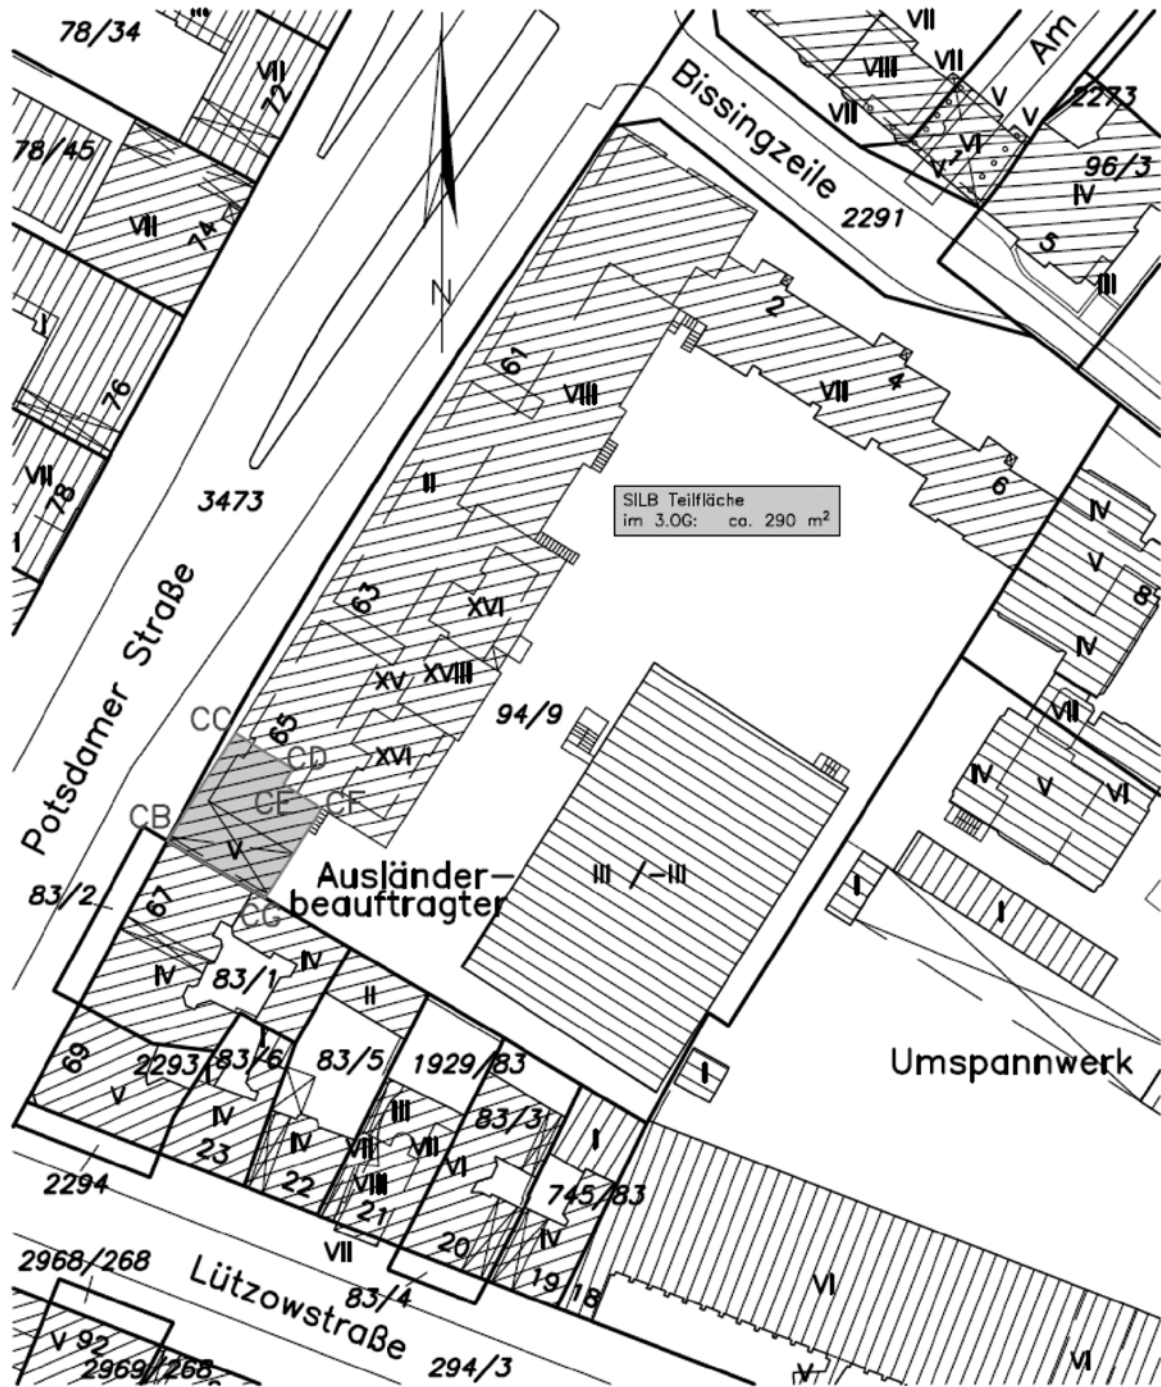 78/34
VII
72
78/45
VII
74
I
76
VII
78
I
3473
N
VII
VIII
VII
VII
V
V
VI
V
Am
2273
96/3
IV
5
III
Bissingzeile
2291
2
4
VII
6
61
VIII
II
63
XVI
XVIII
XV
65
XVI
SILB Teilfläche
im 3.OG: ca. 290 m²
IV
V
8
IV
VII
IV
V
VI
94/9
Potsdamer Straße
CC
CD
CE
CF
CB
V
CG
Ausländer-
beauftragter
III /-III
I
I
83/2
67
IV
83/1
IV
II
69
2293
83/6
83/5
1929/83
I
Umspannwerk
V
IV
23
IV
22
III
VII
VII
VIII
21
VI
83/3
I
745/83
20
IV
19
18
2294
VII
VI
2968/268
Lützowstraße
83/4
V 92
2969/268
294/3
V
VI